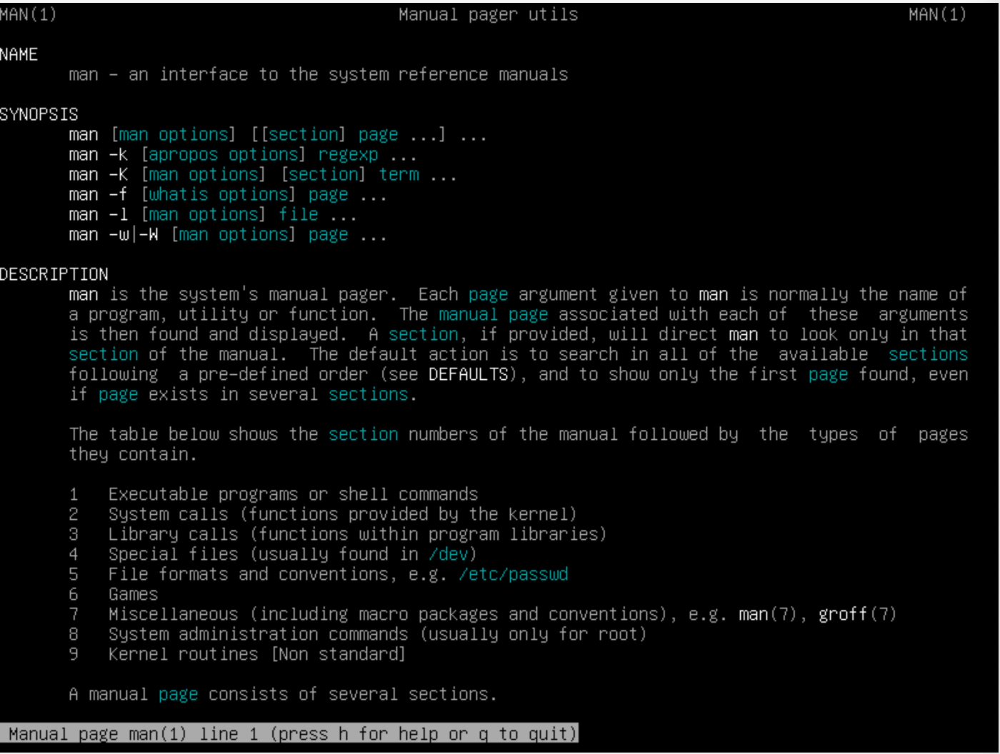 MAN(1) Manual pager utils MAN(1)
NAME
man – an interface to the system reference manuals
SYNOPSIS
man [man options] [[section] page ...] ...
man –k [apropos options] regexp ...
man –K [man options] [section] term ...
man –f [whatis options] page ...
man –l [man options] file ...
man –w|–W [man options] page ...
DESCRIPTION
man is the system's manual pager. Each page argument given to man is normally the name of
a program, utility or function. The manual page associated with each of these arguments
is then found and displayed. A section, if provided, will direct man to look only in that
section of the manual. The default action is to search in all of the available sections
following a pre–defined order (see DEFAULTS), and to show only the first page found, even
if page exists in several sections.
The table below shows the section numbers of the manual followed by the types of pages
they contain.
1 Executable programs or shell commands
2 System calls (functions provided by the kernel)
3 Library calls (functions within program libraries)
4 Special files (usually found in /dev)
5 File formats and conventions, e.g. /etc/passwd
6 Games
7 Miscellaneous (including macro packages and conventions), e.g. man(7), groff(7)
8 System administration commands (usually only for root)
9 Kernel routines [Non standard]
A manual page consists of several sections.
Manual page man(1) line 1 (press h for help or q to quit)